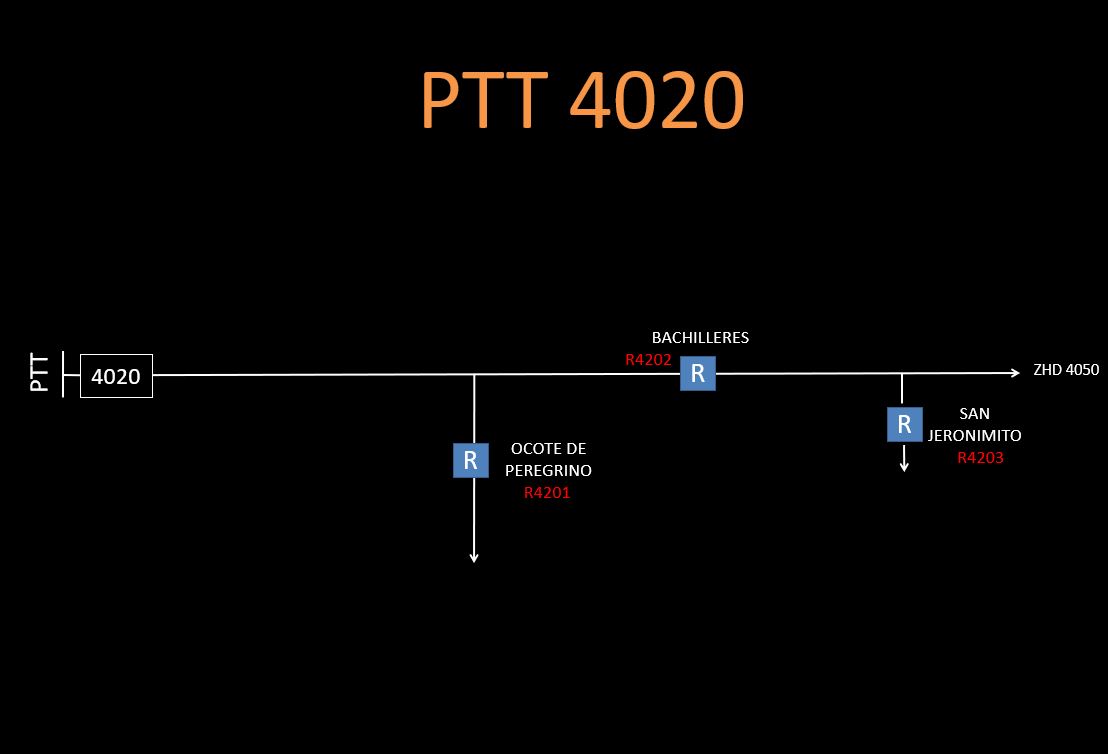 PTT 4020
BACHILLERES
R4202
R
PTT
4020
ZHD 4050
R
SAN
JERONIMITO
R4203
R
OCOTE DE
PEREGRINO
R4201